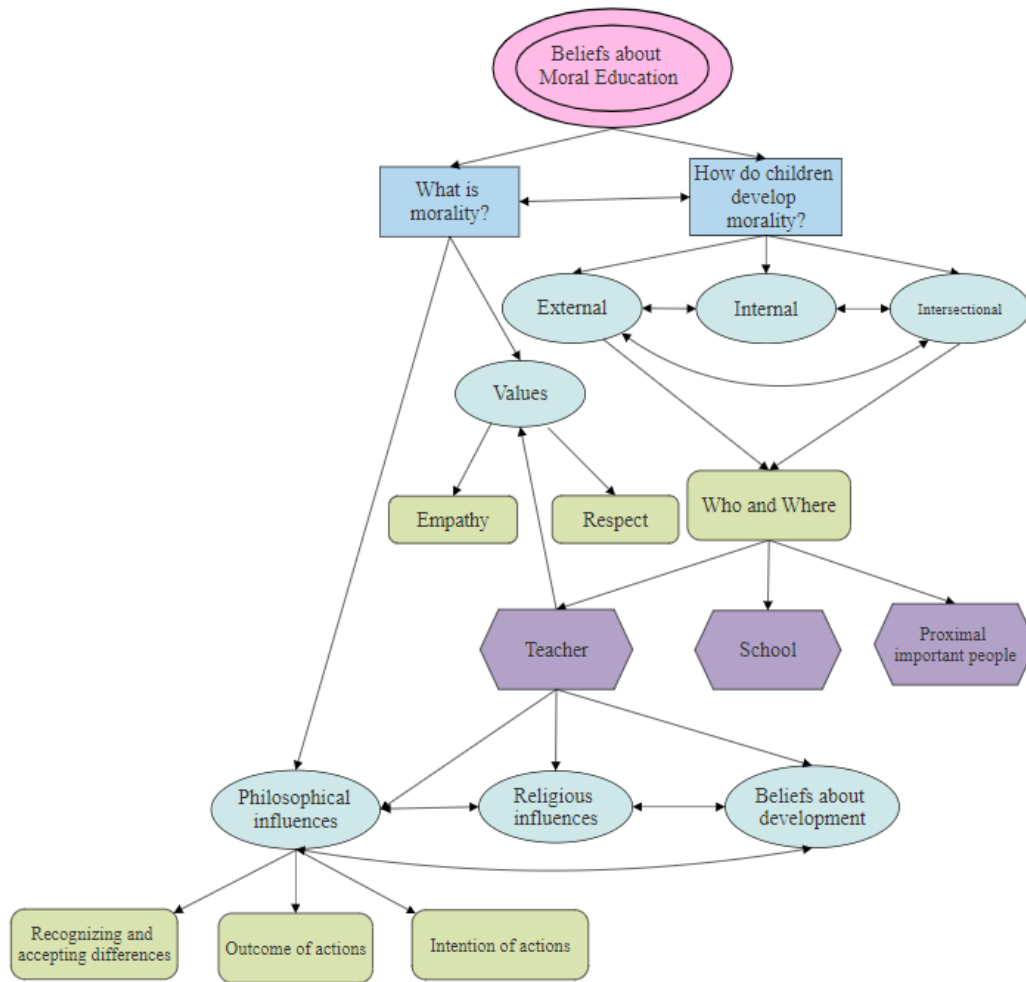 Beliefs about
Moral Education
What is
morality?
How do children
develop
morality?
External
Internal
Intersectional
Values
Empathy
Respect
Who and Where
Teacher
School
Proximal
important people
Philosophical
influences
Religious
influences
Beliefs about
development
Recognizing and
accepting differences
Outcome of actions
Intention of actions